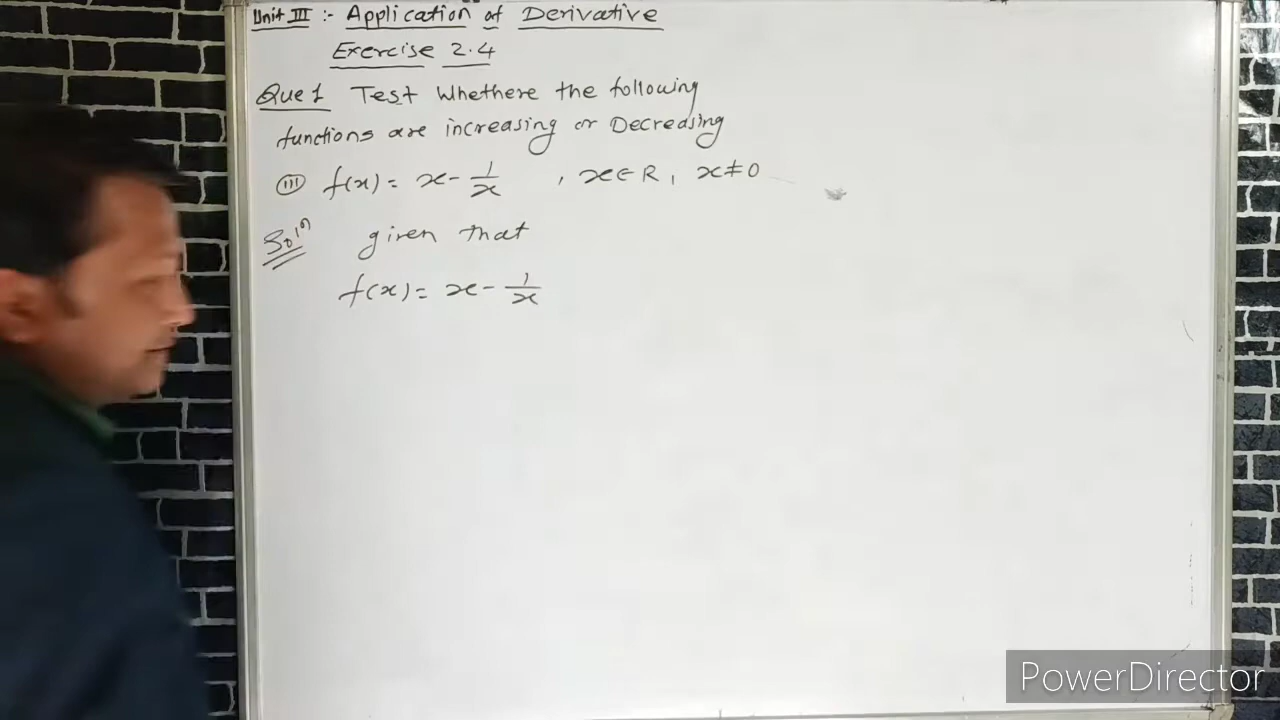 Unit III :- Application of Derivative
Exercise 2.4
Que 1 Test Whethere the following
functions are increasing or Decreasing
(iii) f(x) = x - 1/x , x ∈ R, x ≠ 0
Solⁿ given that
f(x) = x - 1/x
PowerDirector